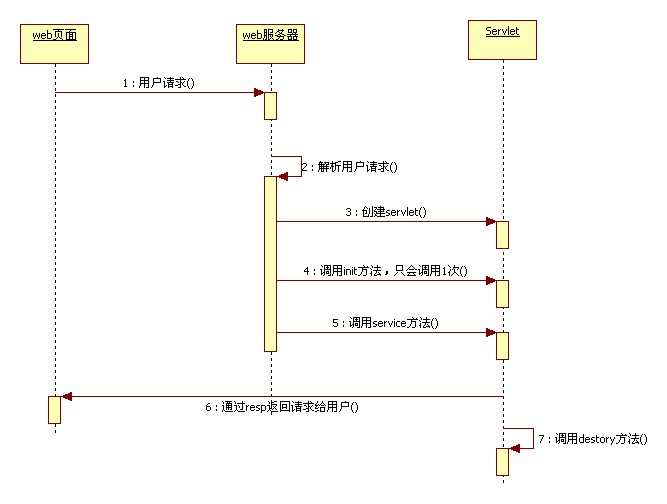 web页面
web服务器
Servlet
1 : 用户请求()
2 : 解析用户请求()
3 : 创建servlet()
4 : 调用init方法，只会调用1次()
5 : 调用service方法()
6 : 通过resp返回请求给用户()
7 : 调用destory方法()